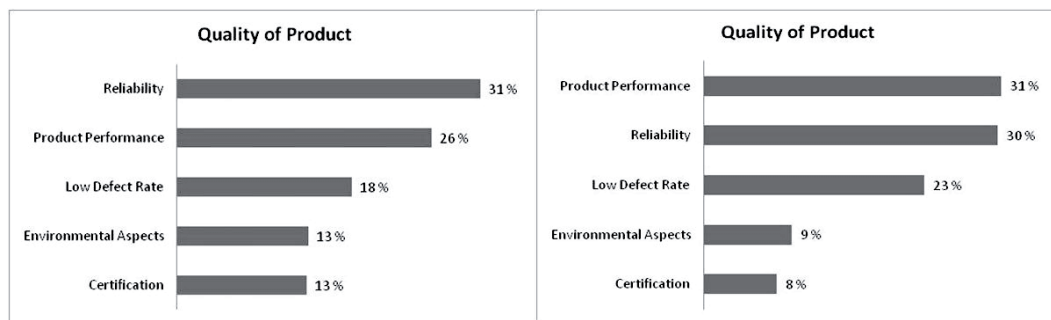 Quality of Product
Reliability 31 %
Product Performance 26 %
Low Defect Rate 18 %
Environmental Aspects 13 %
Certification 13 %
Quality of Product
Product Performance 31 %
Reliability 30 %
Low Defect Rate 23 %
Environmental Aspects 9 %
Certification 8 %